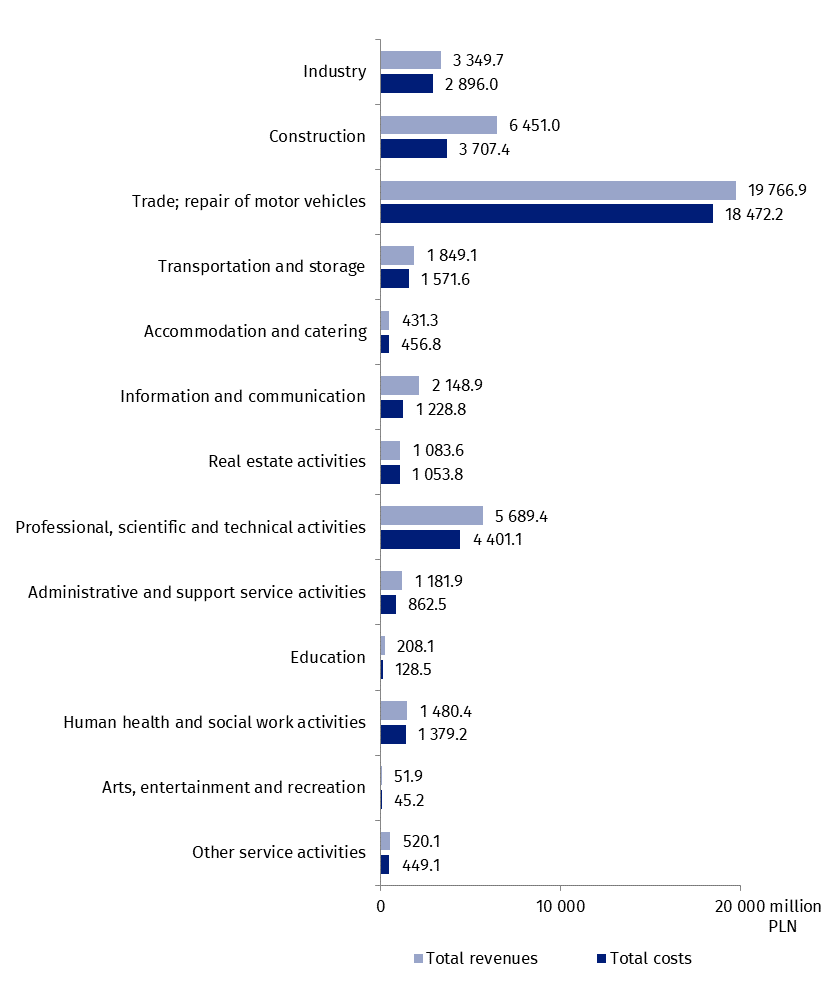 Industry
3 349.7
2 896.0
Construction
6 451.0
3 707.4
Trade; repair of motor vehicles
19 766.9
18 472.2
Transportation and storage
1 849.1
1 571.6
Accommodation and catering
431.3
456.8
Information and communication
2 148.9
1 228.8
Real estate activities
1 083.6
1 053.8
Professional, scientific and technical activities
5 689.4
4 401.1
Administrative and support service activities
1 181.9
862.5
Education
208.1
128.5
Human health and social work activities
1 480.4
1 379.2
Arts, entertainment and recreation
51.9
45.2
Other service activities
520.1
449.1
0 10 000 20 000 million
PLN
Total revenues Total costs